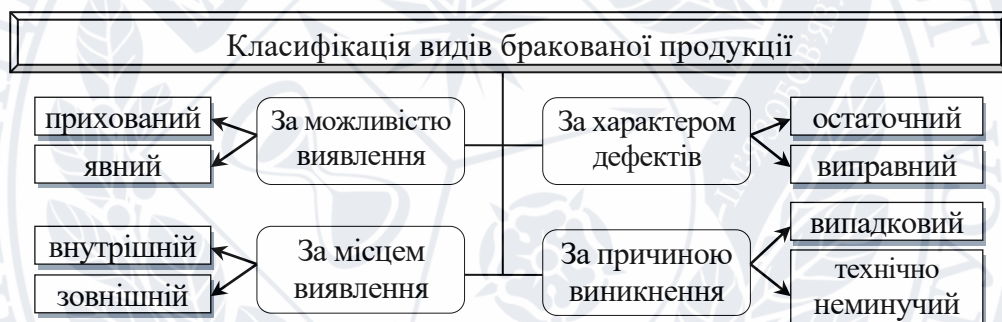 Класифікація видів бракованої продукції
прихований
явний
За можливістю
виявлення
За характером
дефектів
остаточний
виправний
внутрішній
зовнішній
За місцем
виявлення
За причиною
виникнення
випадковий
технічно
неминучий